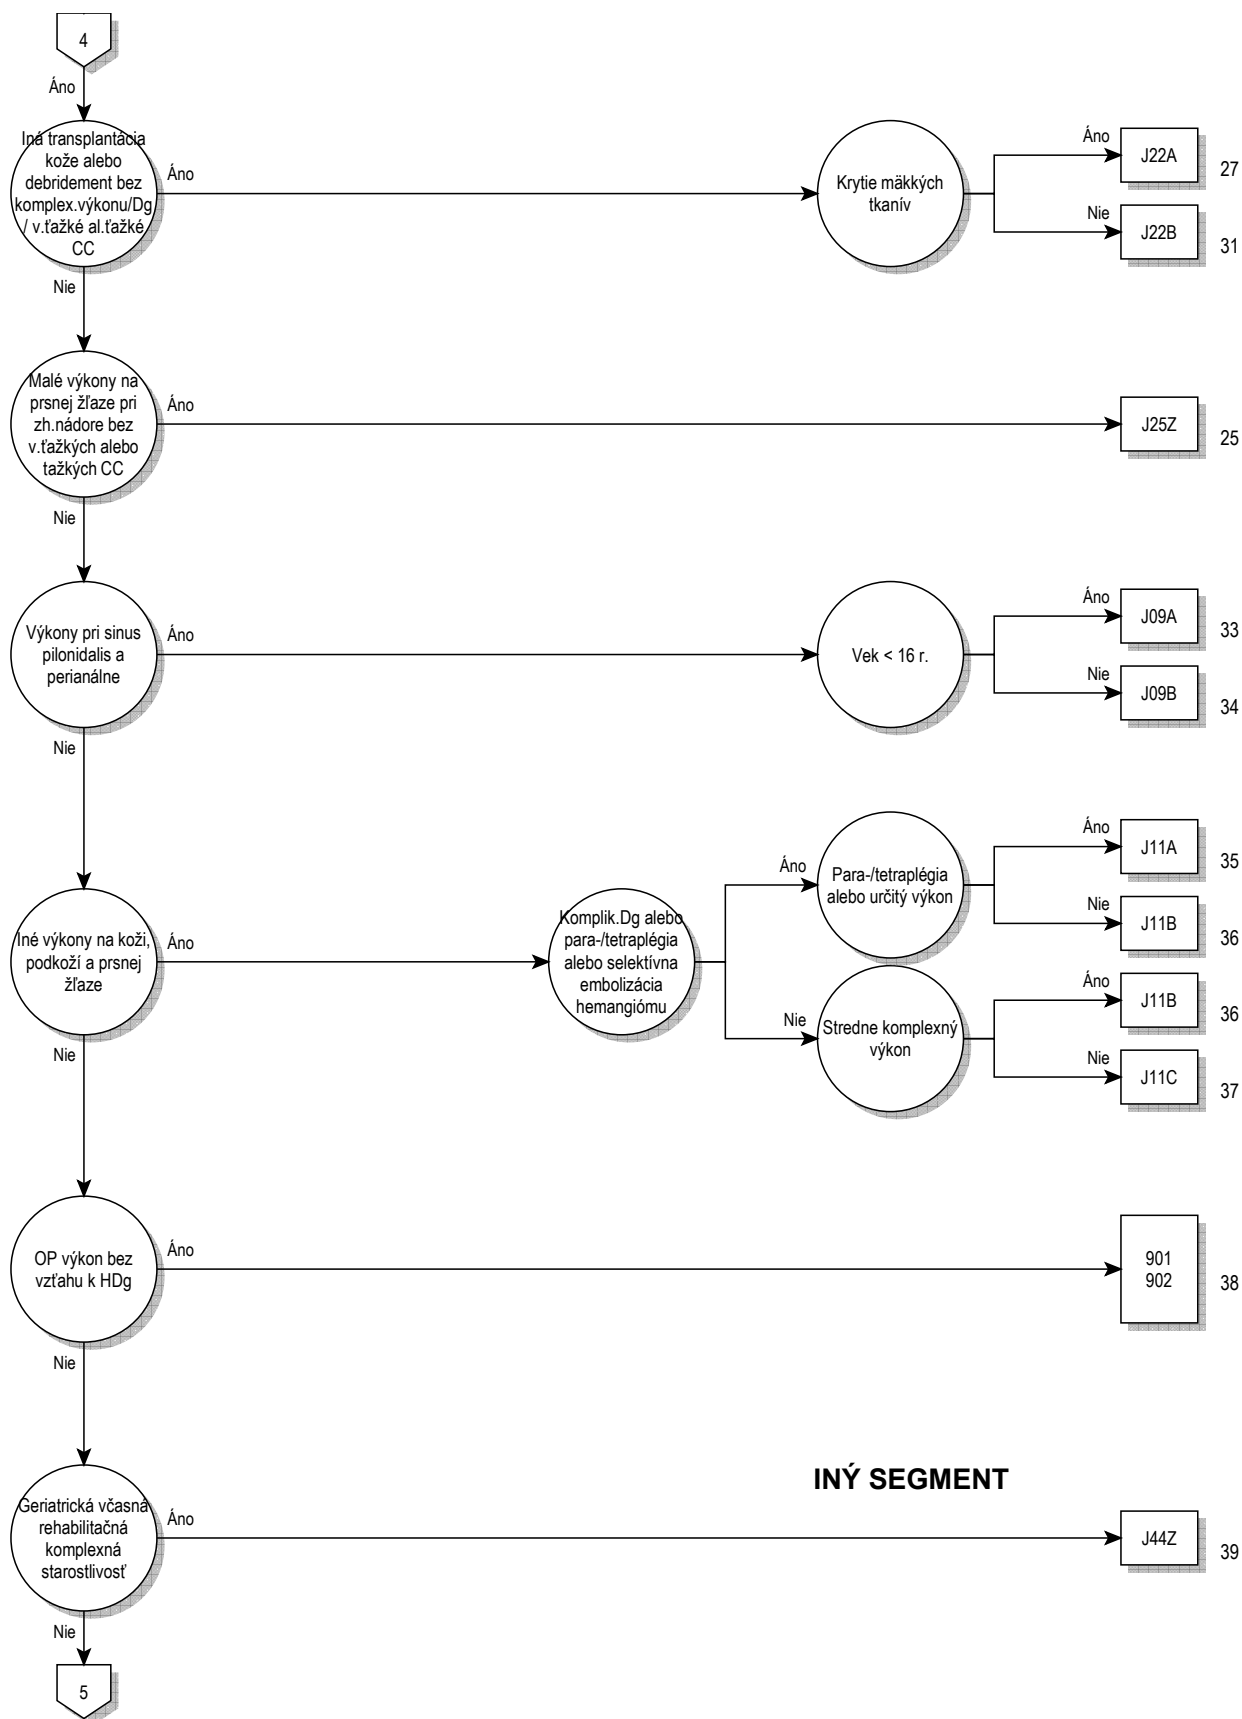 4
Áno
Iná transplantácia
kože alebo
debridement bez
komplex.výkonu/Dg
/ v.ťažké al.ťažké
CC
Áno
Krytie mäkkých
tkanív
Áno
J22A
27
Nie
J22B
31
Nie
Malé výkony na
prsnej žľaze pri
zh.nádore bez
v.ťažkých alebo
tažkých CC
Áno
J25Z
25
Nie
Výkony pri sinus
pilonidalis a
perianálne
Áno
Vek < 16 r.
Áno
J09A
33
Nie
J09B
34
Nie
Iné výkony na koži,
podkoží a prsnej
žľaze
Áno
Komplik.Dg alebo
para-/tetraplégia
alebo selektívna
embolizácia
hemangiómu
Áno
Para-/tetraplégia
alebo určitý výkon
Áno
J11A
35
Nie
J11B
36
Nie
Stredne komplexný
výkon
Áno
J11B
36
Nie
J11C
37
Nie
OP výkon bez
vzťahu k HDg
Áno
901
902
38
Nie
INÝ SEGMENT
Geriatrická včasná
rehabilitačná
komplexná
starostlivosť
Áno
J44Z
39
Nie
5